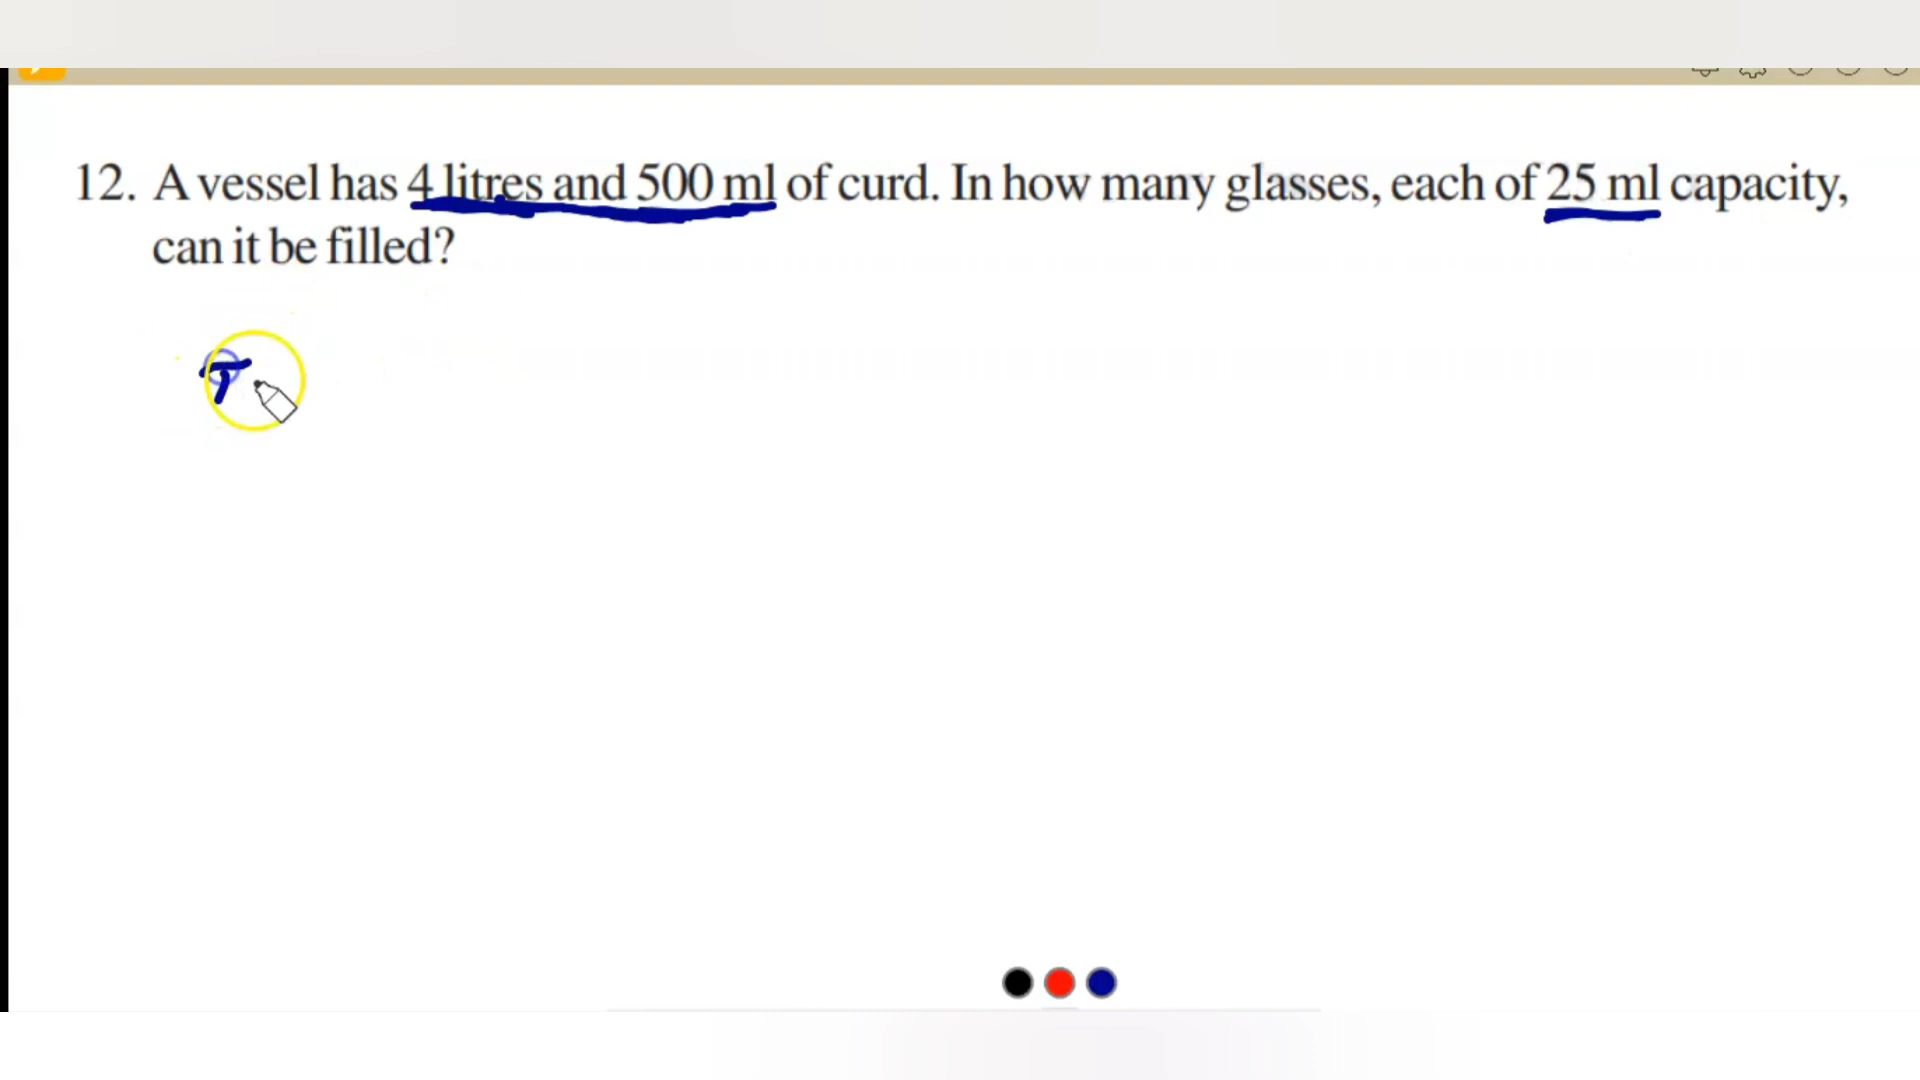 12. A vessel has 4 litres and 500 ml of curd. In how many glasses, each of 25 ml capacity,
can it be filled?
T